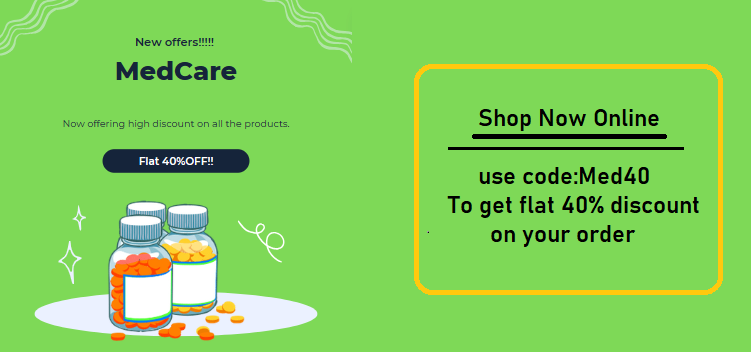 New offers!!!!!
MedCare
Now offering high discount on all the products.
Flat 40%OFF!!
Shop Now Online
use code:Med40
To get flat 40% discount
on your order